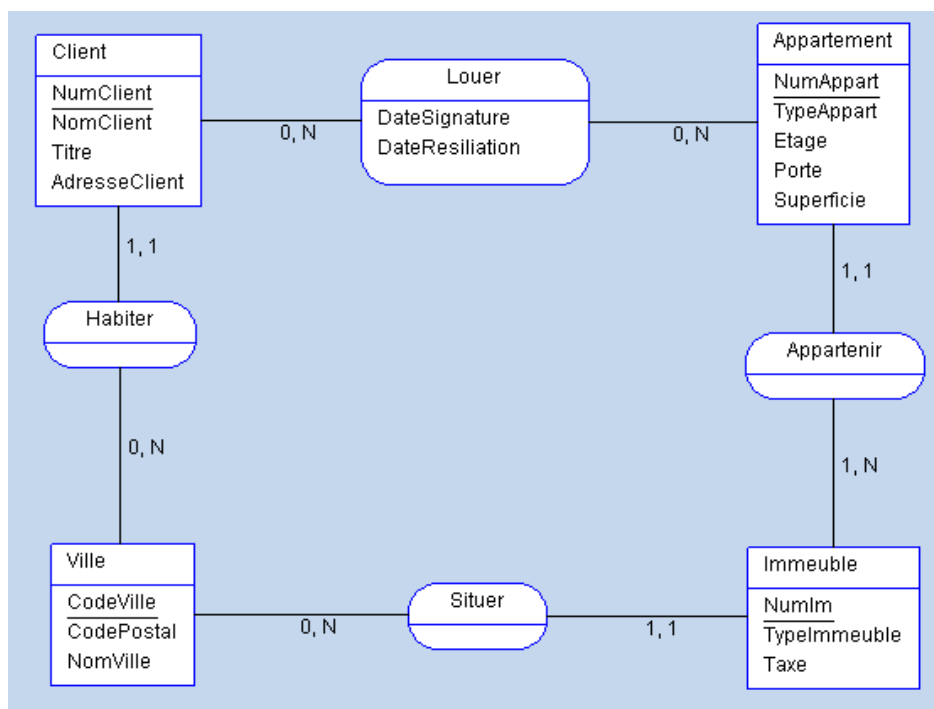 Client
NumClient
NomClient
Titre
AdresseClient
0, N
Louer
DateSignature
DateResiliation
0, N
Appartement
NumAppart
TypeAppart
Etage
Porte
Superficie
1, 1
Habiter
0, N
1, 1
Appartenir
1, N
Ville
CodeVille
CodePostal
NomVille
0, N
Situer
1, 1
Immeuble
NumIm
TypeImmeuble
Taxe